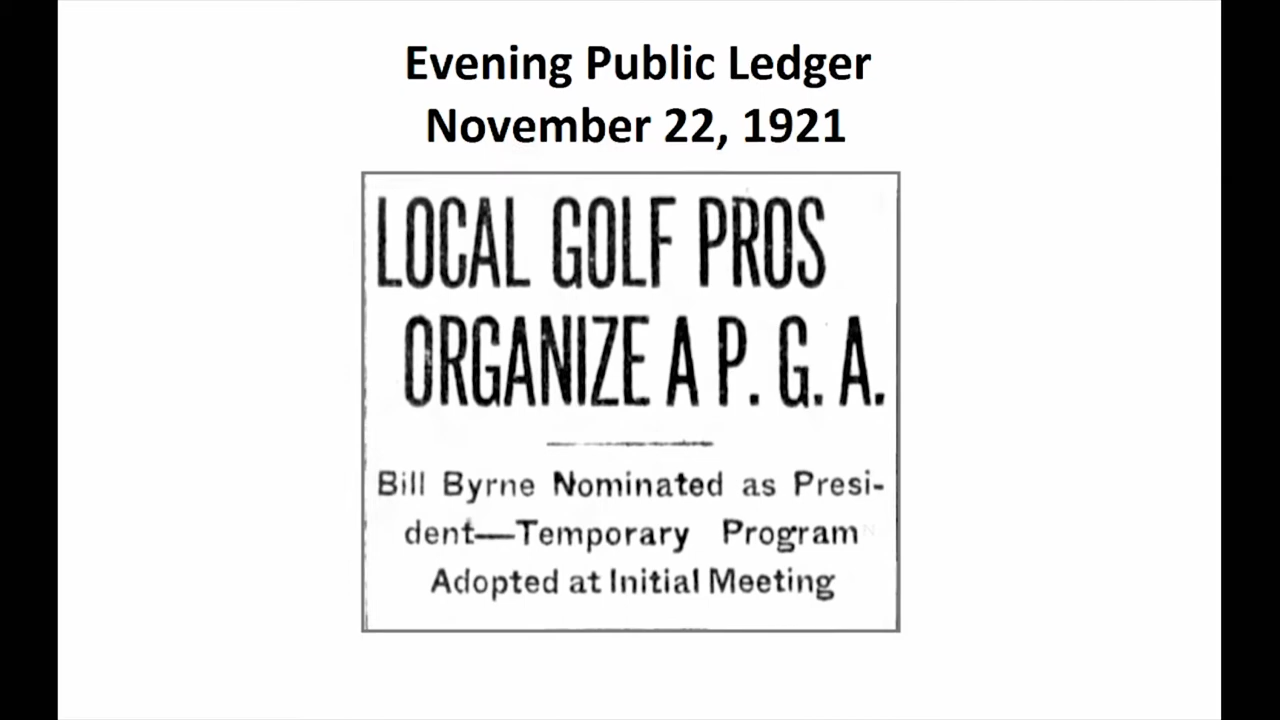 Evening Public Ledger
November 22, 1921
LOCAL GOLF PROS
ORGANIZE A P. G. A.
Bill Byrne Nominated as Presi-
dent—Temporary Program
Adopted at Initial Meeting